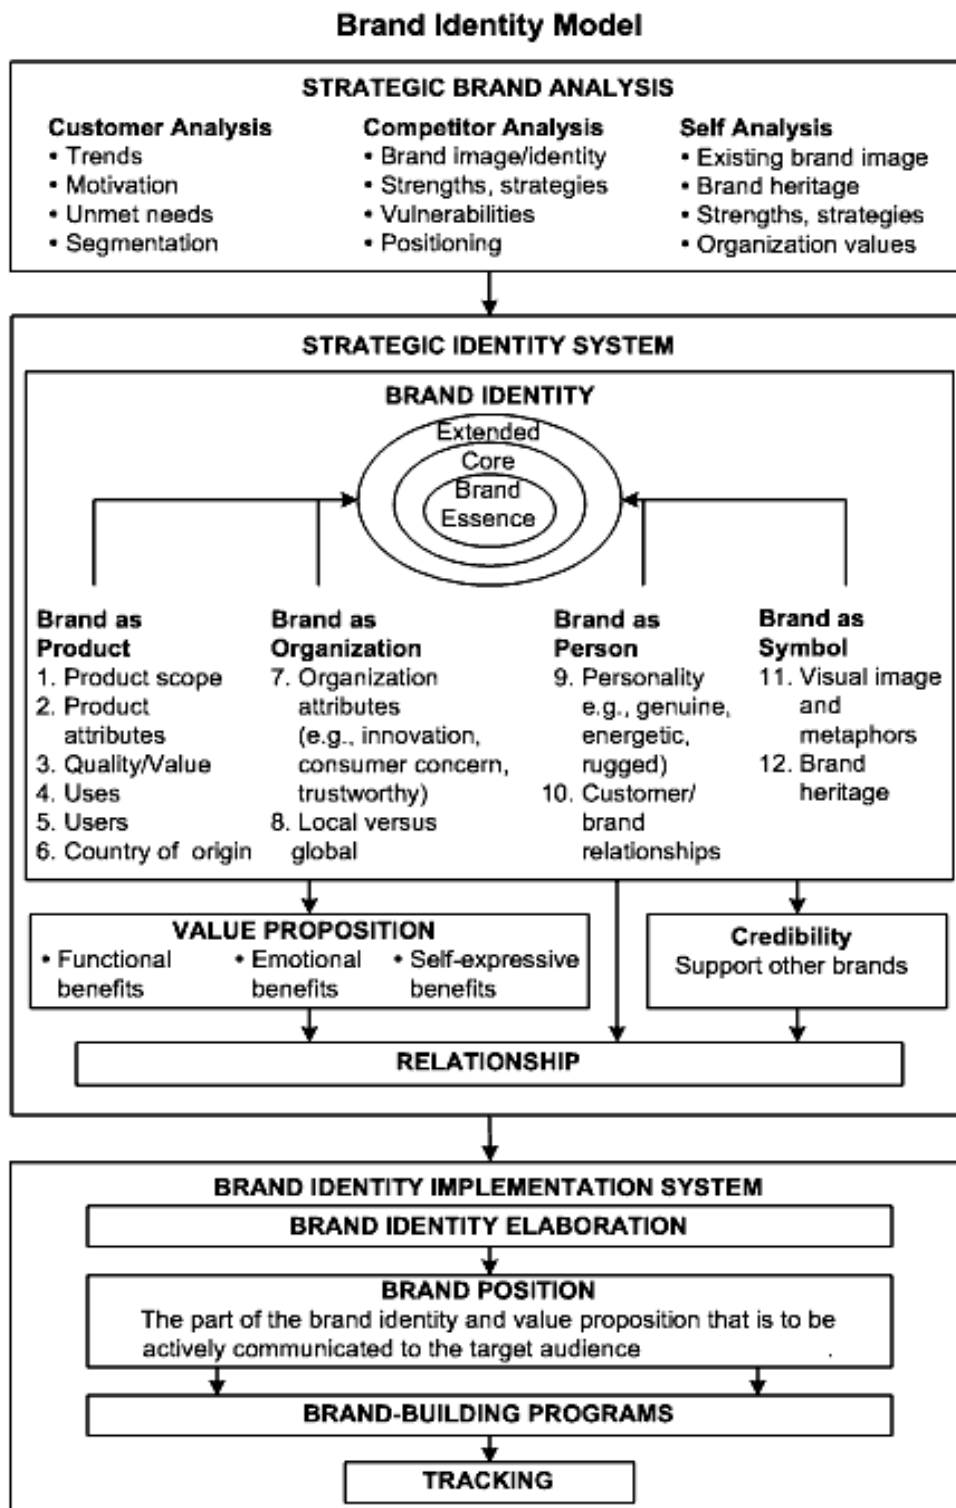 Brand Identity Model
STRATEGIC BRAND ANALYSIS
Customer Analysis
• Trends
• Motivation
• Unmet needs
• Segmentation
Competitor Analysis
• Brand image/identity
• Strengths, strategies
• Vulnerabilities
• Positioning
Self Analysis
• Existing brand image
• Brand heritage
• Strengths, strategies
• Organization values
STRATEGIC IDENTITY SYSTEM
BRAND IDENTITY
Extended
Core
Brand
Essence
Brand as
Product
1. Product scope
2. Product
attributes
3. Quality/Value
4. Uses
5. Users
6. Country of origin
Brand as
Organization
7. Organization
attributes
(e.g., innovation,
consumer concern,
trustworthy)
8. Local versus
global
Brand as
Person
9. Personality
e.g., genuine,
energetic,
rugged)
10. Customer/
brand
relationships
Brand as
Symbol
11. Visual image
and
metaphors
12. Brand
heritage
VALUE PROPOSITION
• Functional
benefits
• Emotional
benefits
• Self-expressive
benefits
Credibility
Support other brands
RELATIONSHIP
BRAND IDENTITY IMPLEMENTATION SYSTEM
BRAND IDENTITY ELABORATION
BRAND POSITION
The part of the brand identity and value proposition that is to be
actively communicated to the target audience .
BRAND-BUILDING PROGRAMS
TRACKING